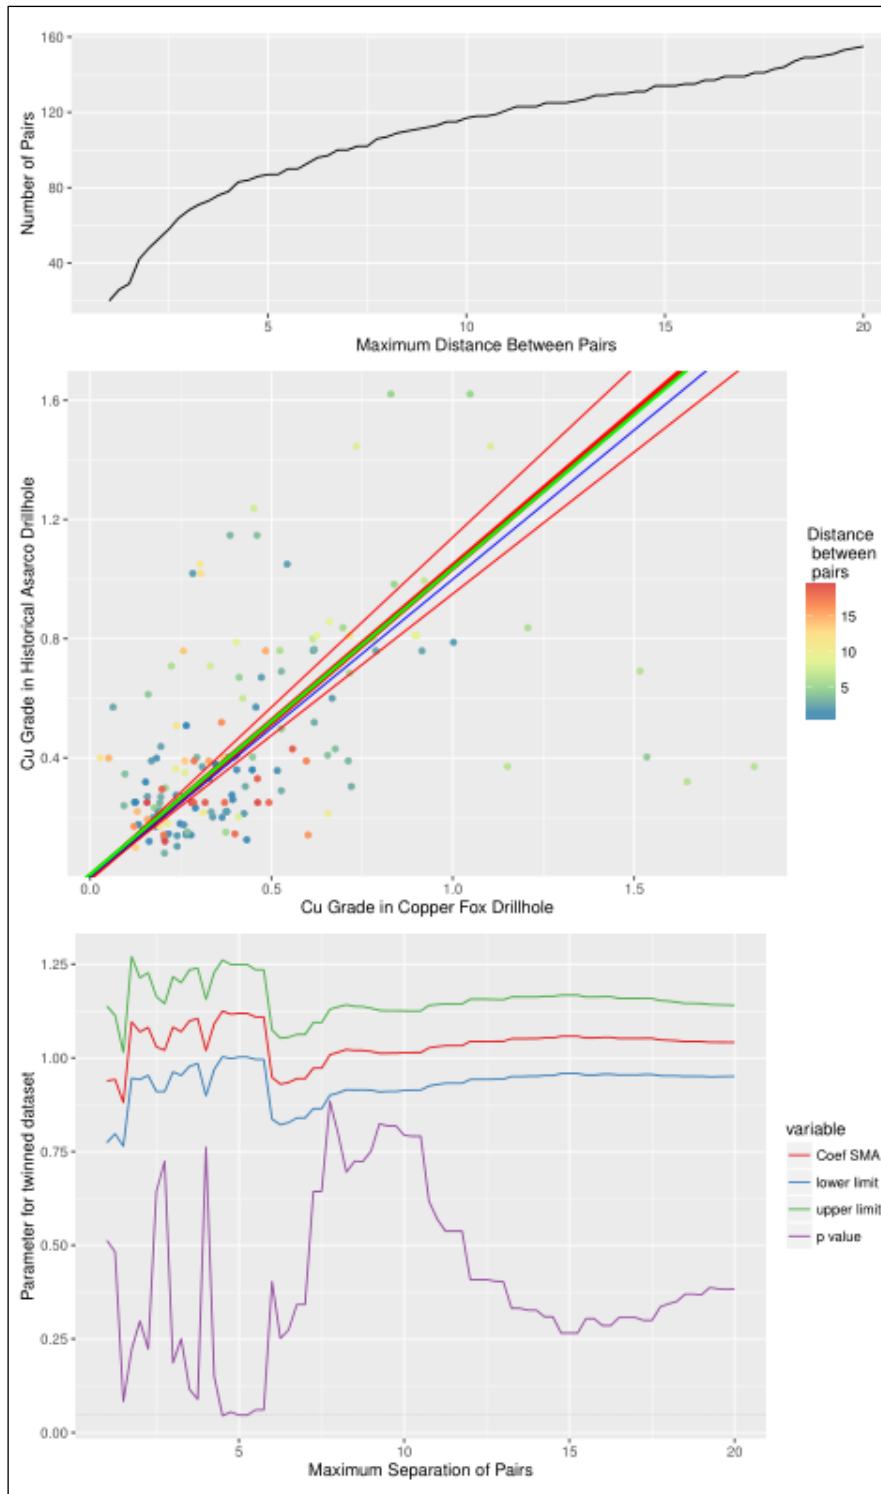 160
120
80
40
Number of Pairs
5
10
15
20
Maximum Distance Between Pairs
1.6
1.2
0.8
0.4
Cu Grade in Historical Asarco Drillhole
0.0
0.5
1.0
1.5
Cu Grade in Copper Fox Drillhole
Distance
between
pairs
15
10
5
1.25
1.00
0.75
0.50
0.25
0.00
Parameter for twinned dataset
5
10
15
20
Maximum Separation of Pairs
variable
Coef SMA
lower limit
upper limit
p value